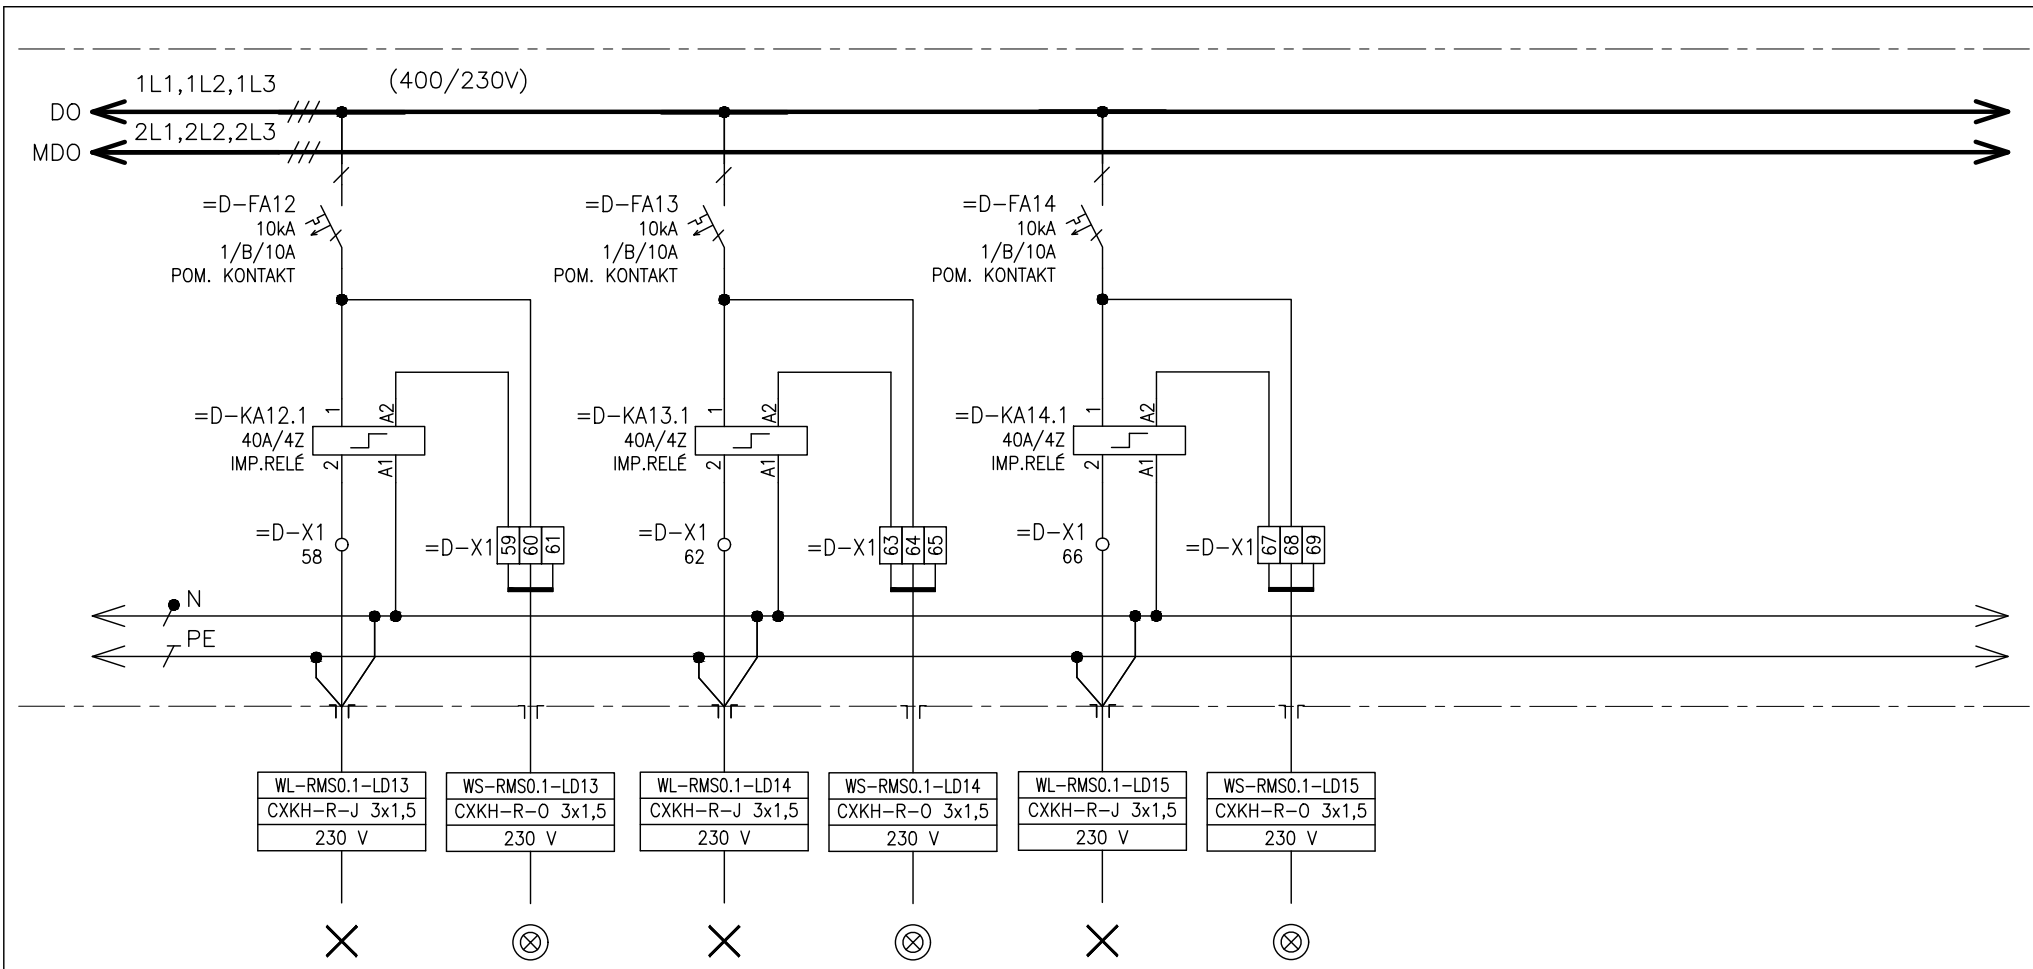 1L1,1L2,1L3
(400/230V)
DO
2L1,2L2,2L3
MDO
=D-FA12
10kA
1/B/10A
POM. KONTAKT
=D-FA13
10kA
1/B/10A
POM. KONTAKT
=D-FA14
10kA
1/B/10A
POM. KONTAKT
=D-KA12.1
40A/4Z
IMP.RELÉ
1
A2
2
A1
=D-KA13.1
40A/4Z
IMP.RELÉ
1
A2
2
A1
=D-KA14.1
40A/4Z
IMP.RELÉ
1
A2
2
A1
=D-X1
58
=D-X1
59
60
61
=D-X1
62
=D-X1
63
64
65
=D-X1
66
=D-X1
67
68
69
N
PE
WL-RMS0.1-LD13
CXKH-R-J 3x1,5
230 V
WS-RMS0.1-LD13
CXKH-R-O 3x1,5
230 V
WL-RMS0.1-LD14
CXKH-R-J 3x1,5
230 V
WS-RMS0.1-LD14
CXKH-R-O 3x1,5
230 V
WL-RMS0.1-LD15
CXKH-R-J 3x1,5
230 V
WS-RMS0.1-LD15
CXKH-R-O 3x1,5
230 V